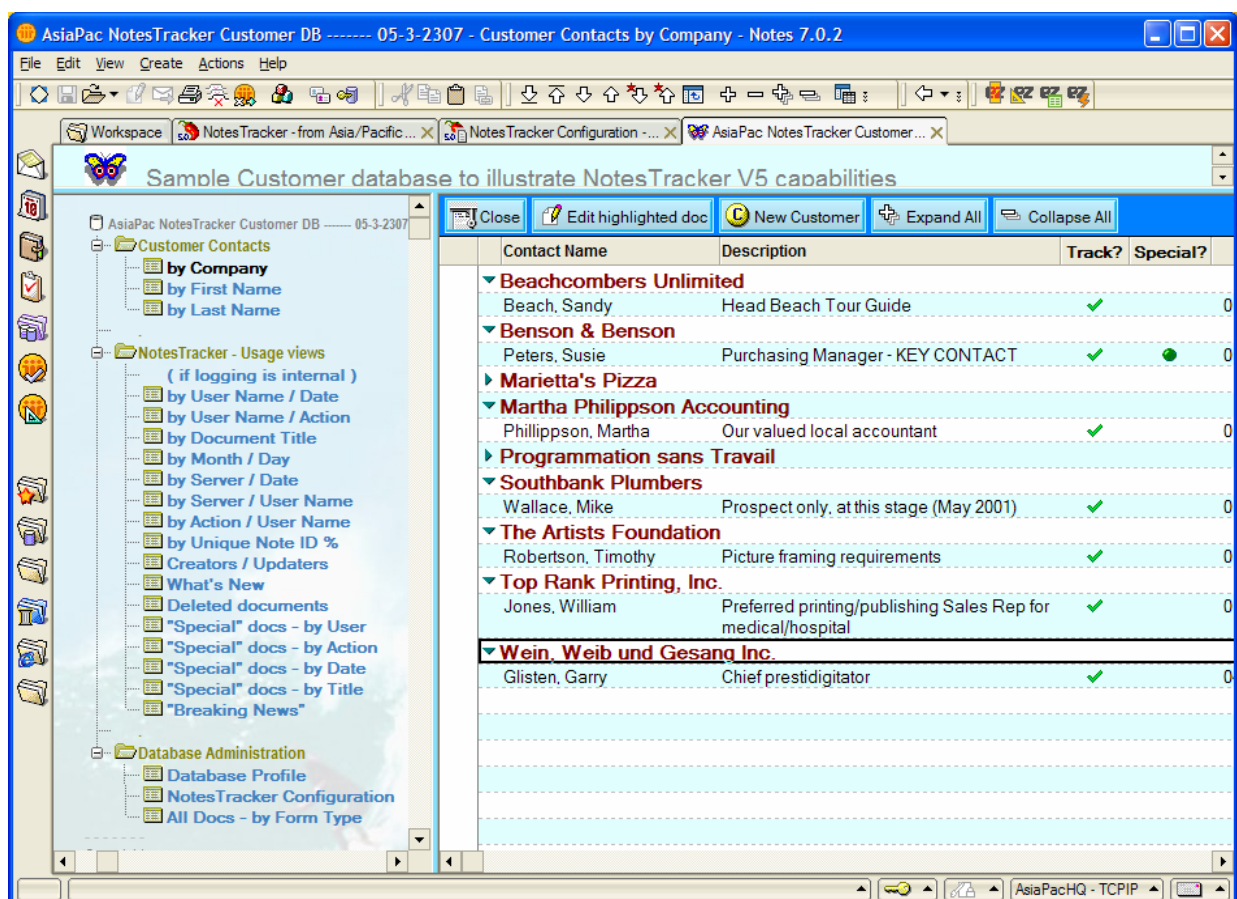 AsiaPac NotesTracker Customer DB ------- 05-3-2307 - Customer Contacts by Company - Notes 7.0.2
File Edit View Create Actions Help
Workspace NotesTracker - from Asia/Pacific ... NotesTracker Configuration -... AsiaPac NotesTracker Customer...
Sample Customer database to illustrate NotesTracker V5 capabilities
AsiaPac NotesTracker Customer DB ------- 05-3-2307
Customer Contacts
by Company
by First Name
by Last Name
NotesTracker - Usage views
( if logging is internal )
by User Name / Date
by User Name / Action
by Document Title
by Month / Day
by Server / Date
by Server / User Name
by Action / User Name
by Unique Note ID %
Creators / Updaters
What's New
Deleted documents
"Special" docs - by User
"Special" docs - by Action
"Special" docs - by Date
"Special" docs - by Title
"Breaking News"
Database Administration
Database Profile
NotesTracker Configuration
All Docs - by Form Type
Close Edit highlighted doc New Customer Expand All Collapse All
Contact Name Description Track? Special?
Beachcombers Unlimited
Beach, Sandy Head Beach Tour Guide 0
Benson & Benson
Peters, Susie Purchasing Manager - KEY CONTACT 0
Marietta's Pizza
Martha Philippson Accounting
Phillippson, Martha Our valued local accountant 0
Programmation sans Travail
Southbank Plumbers
Wallace, Mike Prospect only, at this stage (May 2001) 0
The Artists Foundation
Robertson, Timothy Picture framing requirements 0
Top Rank Printing, Inc.
Jones, William Preferred printing/publishing Sales Rep for 0
medical/hospital
Wein, Weib und Gesang Inc.
Glisten, Garry Chief prestidigitator 0
AsiaPacHQ - TCPIP